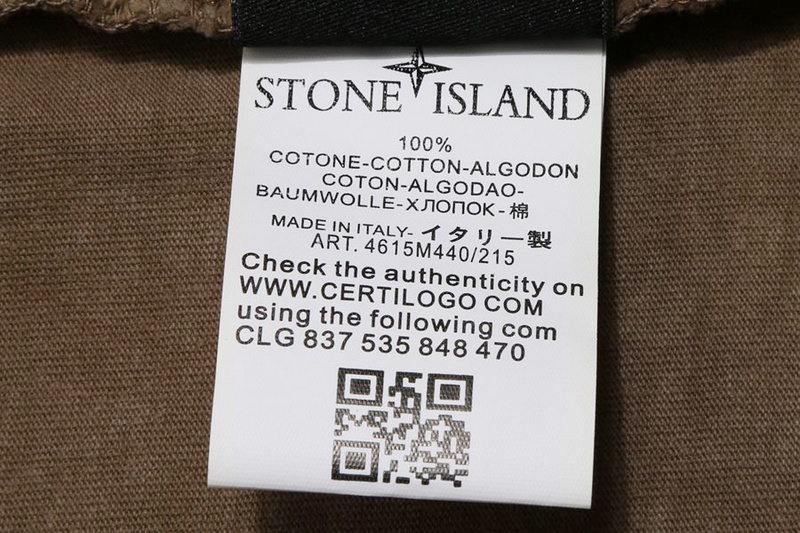 STONE ISLAND
100%
COTONE-COTTON-ALGODON
COTON-ALGODAO-
BAUMWOLLE-ХЛОПОК-棉
MADE IN ITALY- イタリー製
ART. 4615M440/215
Check the authenticity on
WWW.CERTILOGO COM
using the following com
CLG 837 535 848 470